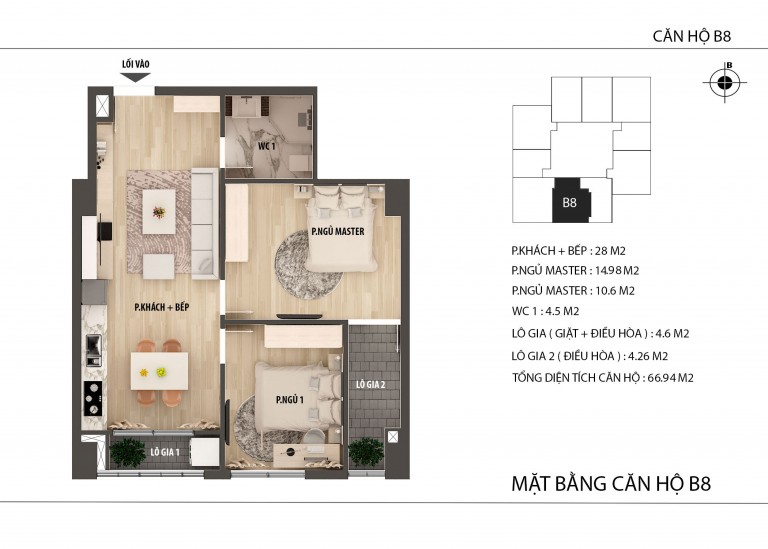 CĂN HỘ B8
LỐI VÀO
B
WC 1
P.NGỦ MASTER
P.KHÁCH + BẾP
P.NGỦ 1
LÔ GIA 2
LÔ GIA 1
B8
P.KHÁCH + BẾP : 28 M2
P.NGỦ MASTER : 14.98 M2
P.NGỦ MASTER : 10.6 M2
WC 1 : 4.5 M2
LÔ GIA ( GIẶT + ĐIỀU HÒA ) : 4.6 M2
LÔ GIA 2 ( ĐIỀU HÒA ) : 4.26 M2
TỔNG DIỆN TÍCH CĂN HỘ : 66.94 M2
MẶT BẰNG CĂN HỘ B8